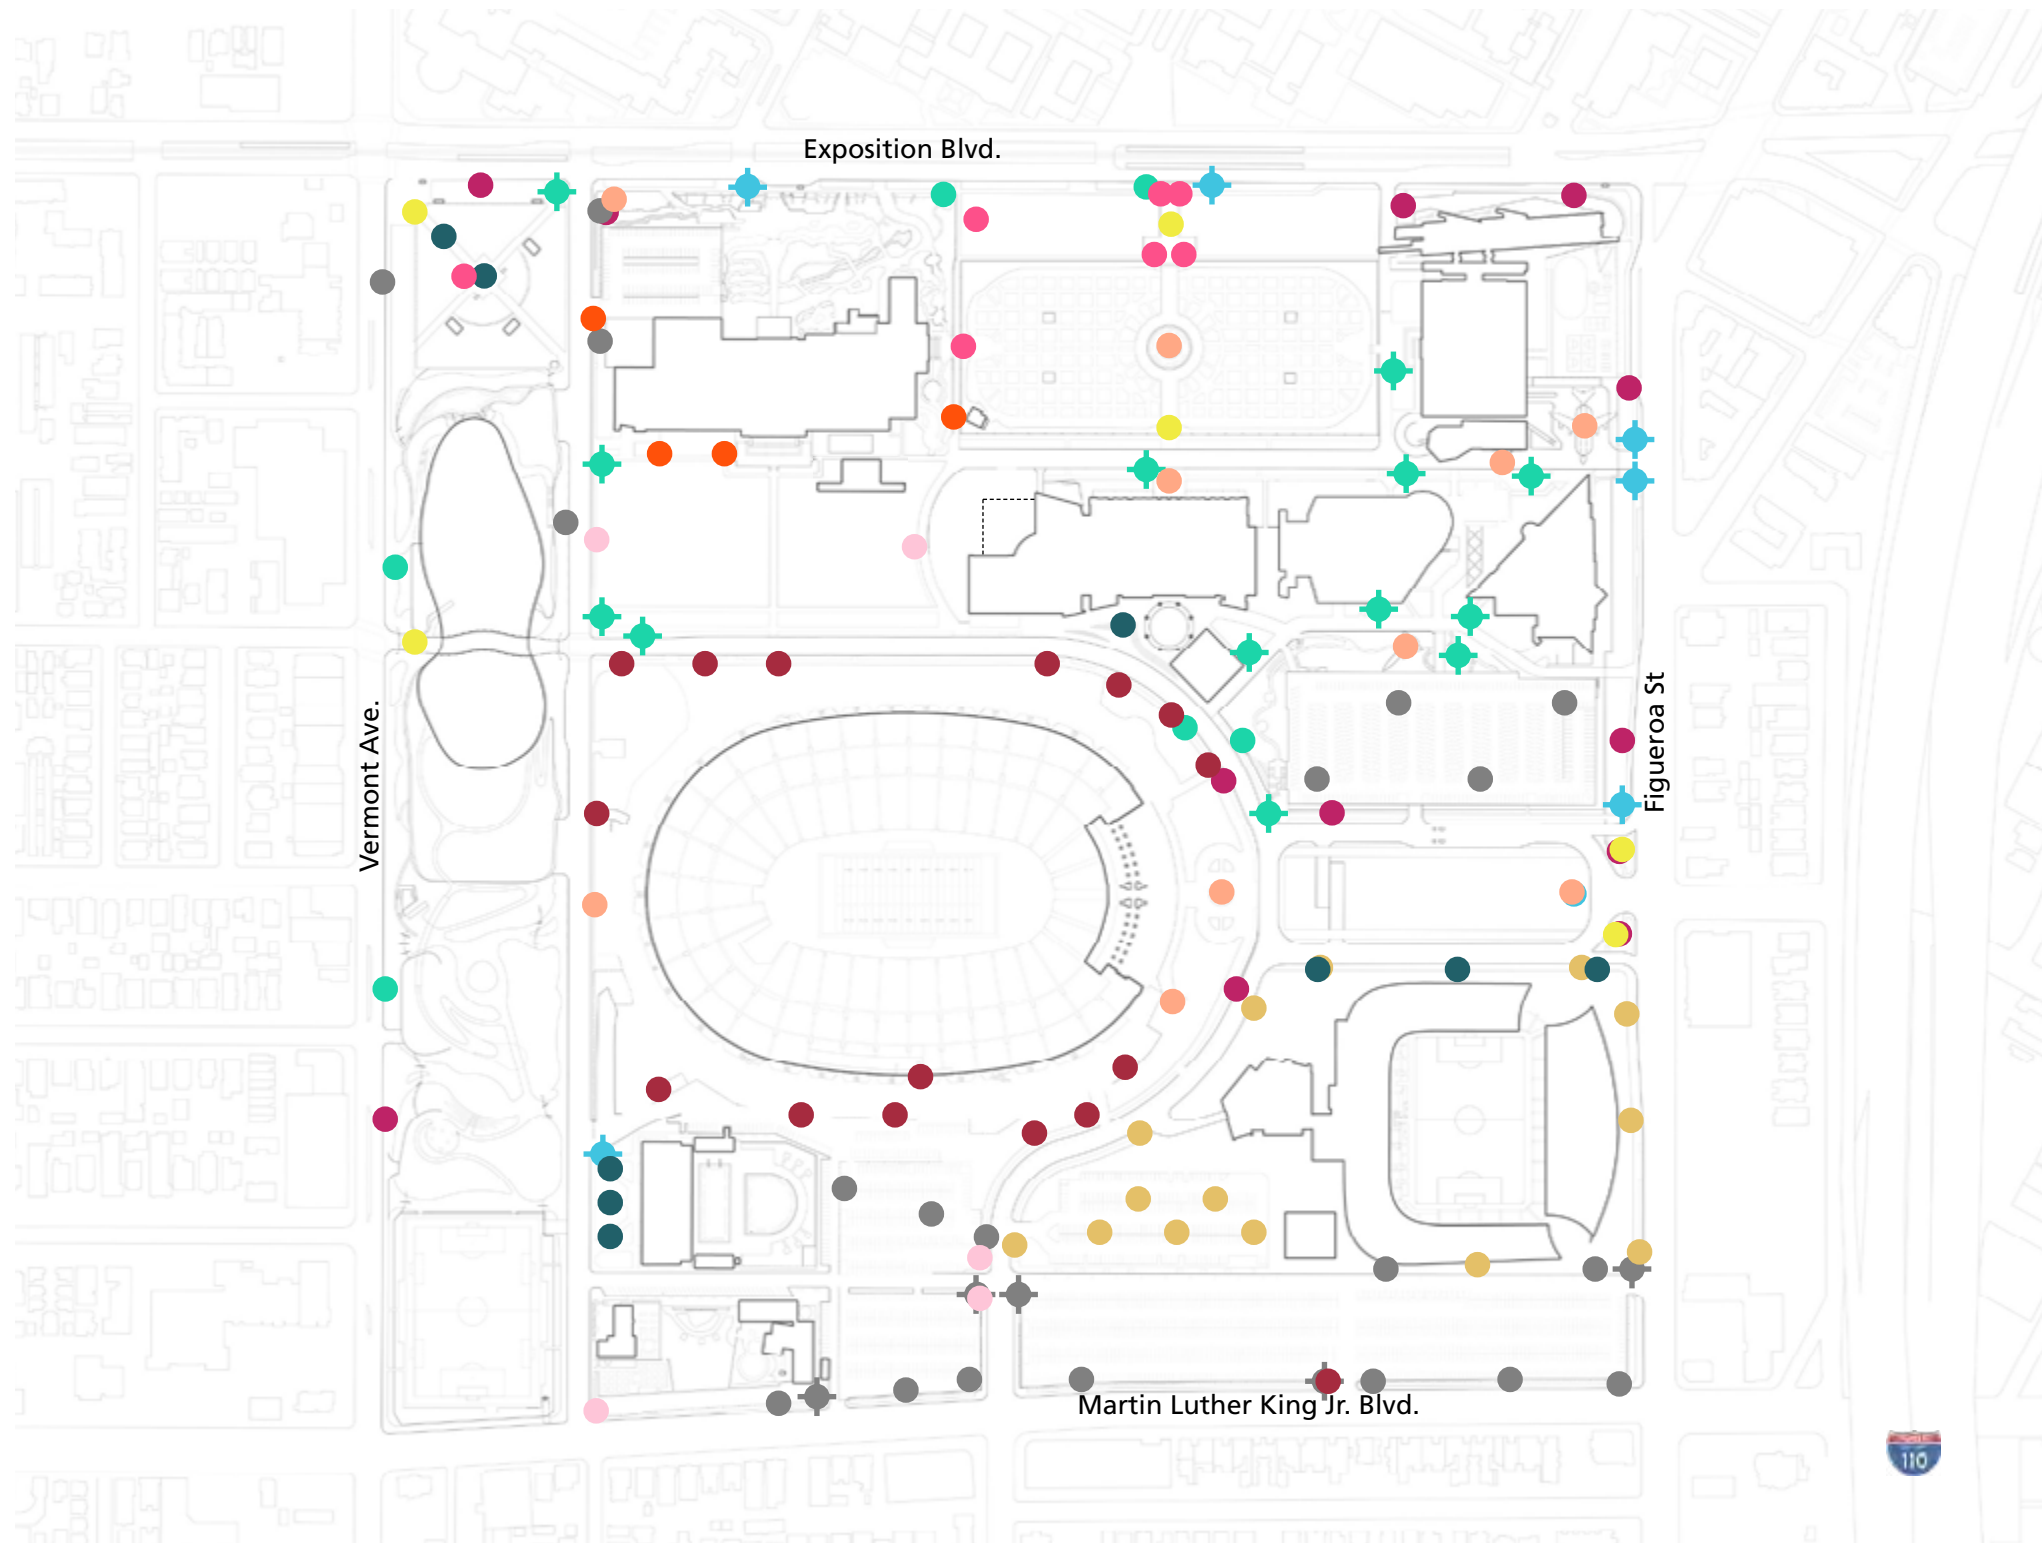 Exposition Blvd.
Vermont Ave.
Figueroa St
Martin Luther King Jr. Blvd.
110